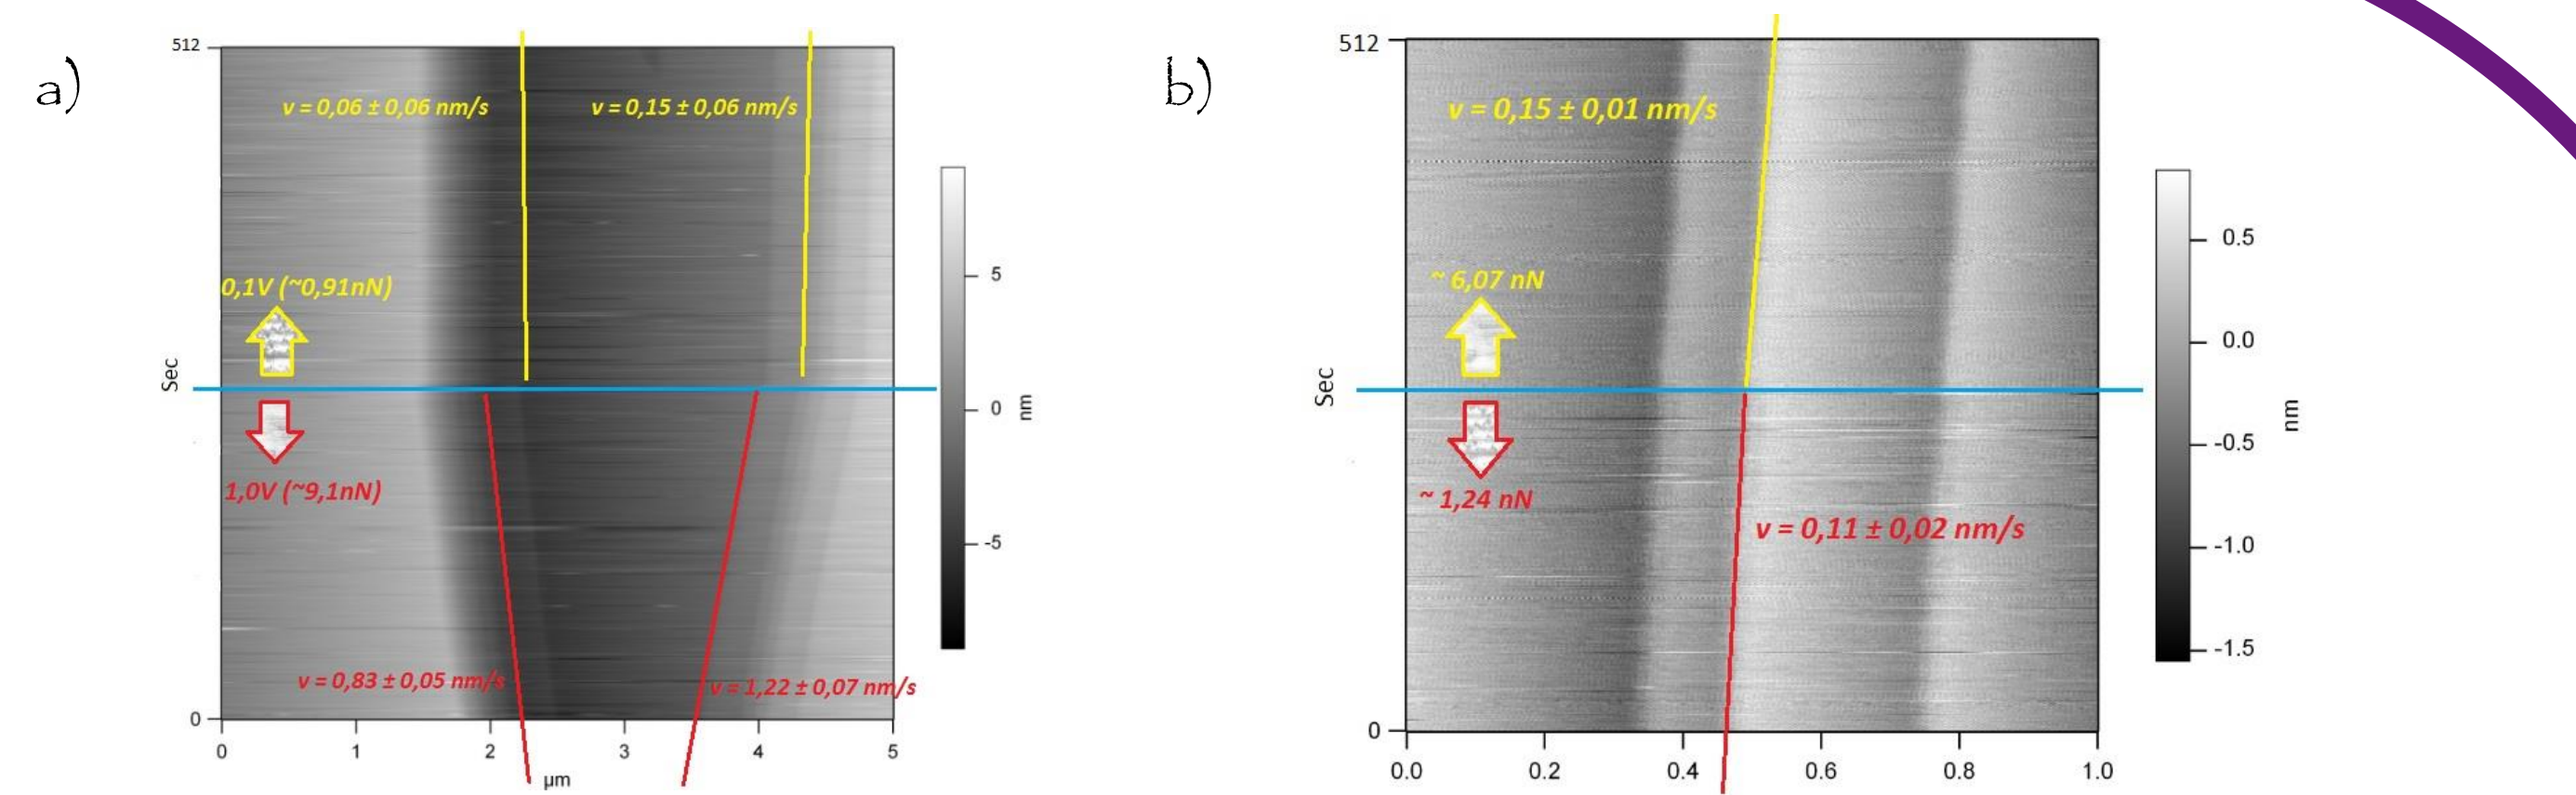 a)
512
v = 0,06 ± 0,06 nm/s
v = 0,15 ± 0,06 nm/s
0,1V (~0,91nN)
Sec
1,0V (~9,1nN)
v = 0,83 ± 0,05 nm/s
v = 1,22 ± 0,07 nm/s
0
0 1 2 3 4 5
µm
5
0
-5
nm
b)
512
v = 0,15 ± 0,01 nm/s
~ 6,07 nN
Sec
~ 1,24 nN
v = 0,11 ± 0,02 nm/s
0
0.0 0.2 0.4 0.6 0.8 1.0
0.5
0.0
-0.5
-1.0
-1.5
nm